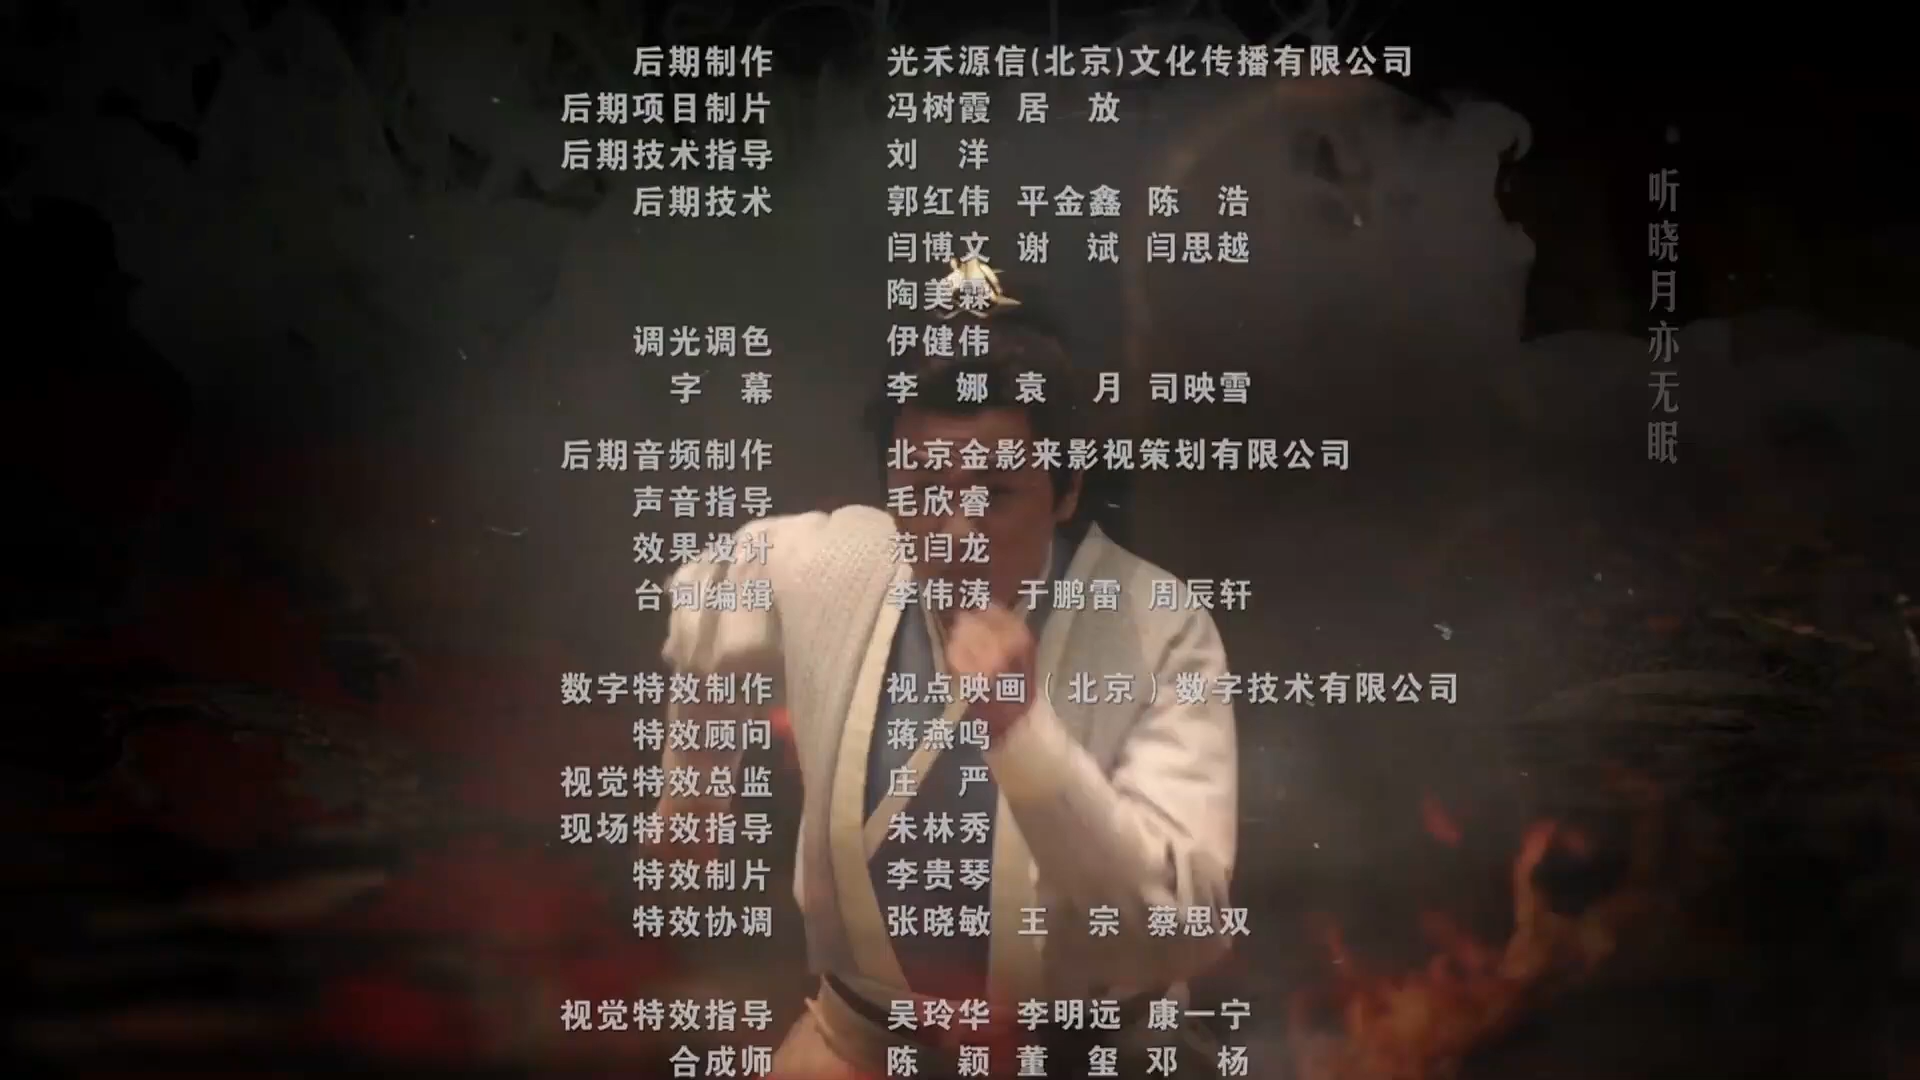 后期制作 光禾源信(北京)文化传播有限公司
后期项目制片 冯树霞 居 放
后期技术指导 刘 洋
后期技术 郭红伟 平金鑫 陈 浩
闫博文 谢 斌 闫思越
陶美霖
调光调色 伊健伟
字 幕 李 娜 袁 月 司映雪
后期音频制作 北京金影来影视策划有限公司
声音指导 毛欣睿
效果设计 范闫龙
台词编辑 李伟涛 于鹏雷 周辰轩
数字特效制作 视点映画（北京）数字技术有限公司
特效顾问 蒋燕鸣
视觉特效总监 庄 严
现场特效指导 朱林秀
特效制片 李贵琴
特效协调 张晓敏 王 宗 蔡思双
视觉特效指导 吴玲华 李明远 康一宁
合成师 陈 颖 董 玺 邓 杨
听晓月亦无眠